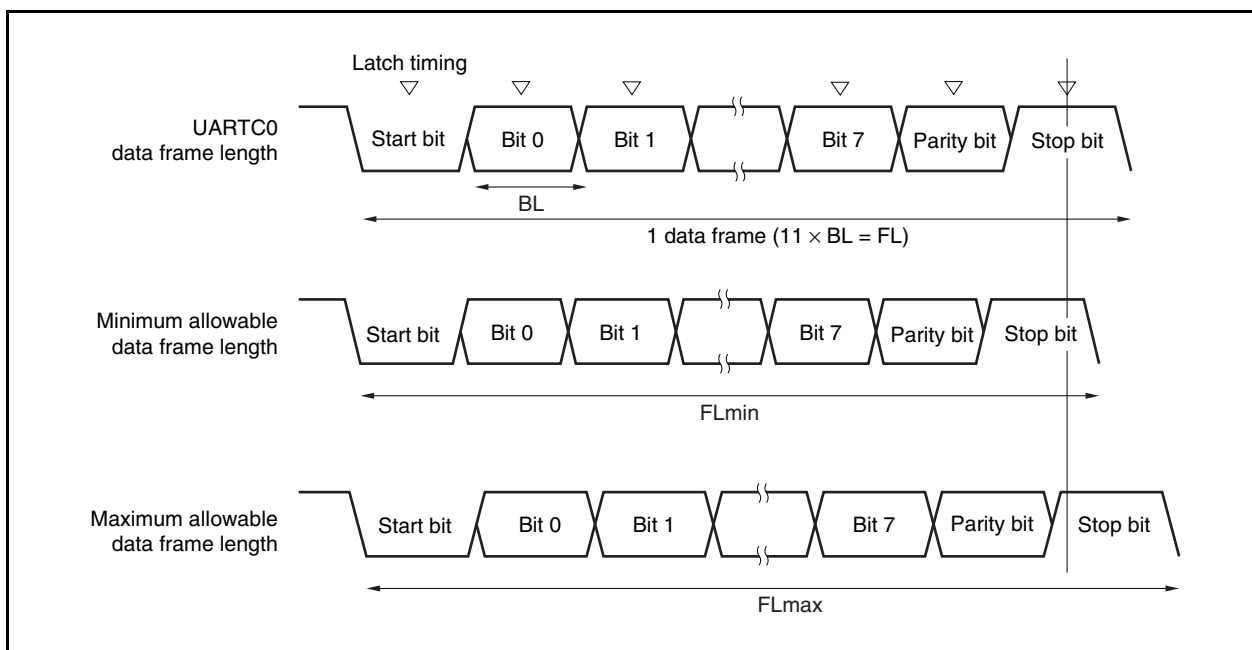 Latch timing
UARTC0
data frame length
Start bit
Bit 0
Bit 1
Bit 7
Parity bit
Stop bit
BL
1 data frame (11 × BL = FL)
Minimum allowable
data frame length
Start bit
Bit 0
Bit 1
Bit 7
Parity bit
Stop bit
FLmin
Maximum allowable
data frame length
Start bit
Bit 0
Bit 1
Bit 7
Parity bit
Stop bit
FLmax